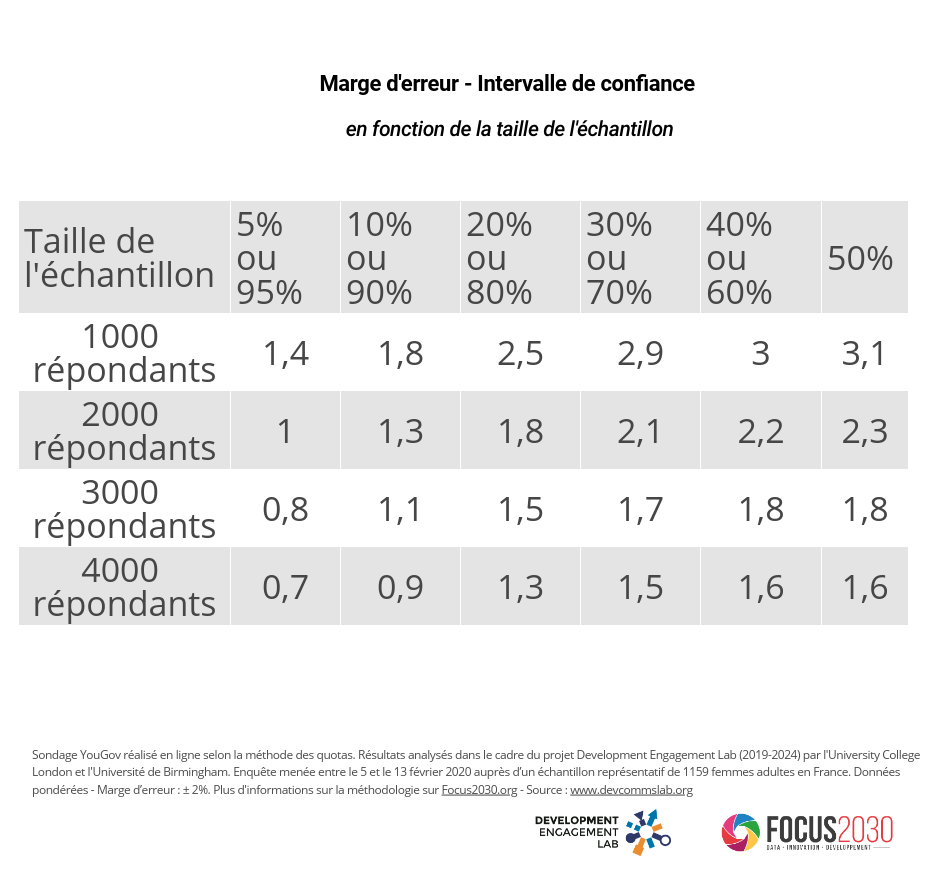 Marge d'erreur - Intervalle de confiance
en fonction de la taille de l'échantillon
Taille de l'échantillon 5% ou 95% 10% ou 90% 20% ou 80% 30% ou 70% 40% ou 60% 50%
1000 répondants 1,4 1,8 2,5 2,9 3 3,1
2000 répondants 1 1,3 1,8 2,1 2,2 2,3
3000 répondants 0,8 1,1 1,5 1,7 1,8 1,8
4000 répondants 0,7 0,9 1,3 1,5 1,6 1,6
Sondage YouGov réalisé en ligne selon la méthode des quotas. Résultats analysés dans le cadre du projet Development Engagement Lab (2019-2024) par l'University College
London et l'Université de Birmingham. Enquête menée entre le 5 et le 13 février 2020 auprès d’un échantillon représentatif de 1159 femmes adultes en France. Données
pondérées - Marge d’erreur : ± 2%. Plus d'informations sur la méthodologie sur Focus2030.org - Source : www.devcommslab.org
DEVELOPMENT
ENGAGEMENT
LAB
FOCUS2030
DATA · INNOVATION · DÉVELOPPEMENT